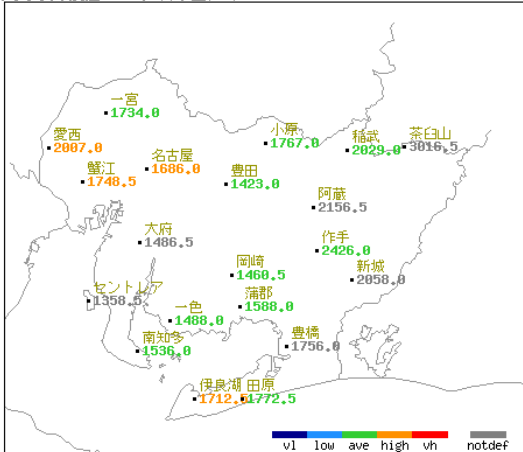 一宮
1734.0
愛西
2007.0
蟹江
1748.5
名古屋
1686.0
小原
1767.0
稲武
2029.0
茶臼山
3016.5
豊田
1423.0
阿蔵
2156.5
大府
1486.5
作手
2426.0
岡崎
1460.5
新城
2058.0
セントレア
1358.5
蒲郡
1588.0
一色
1488.0
南知多
1536.0
豊橋
1756.0
伊良湖
1712.5
田原
1772.5
vl low ave high vh notdef